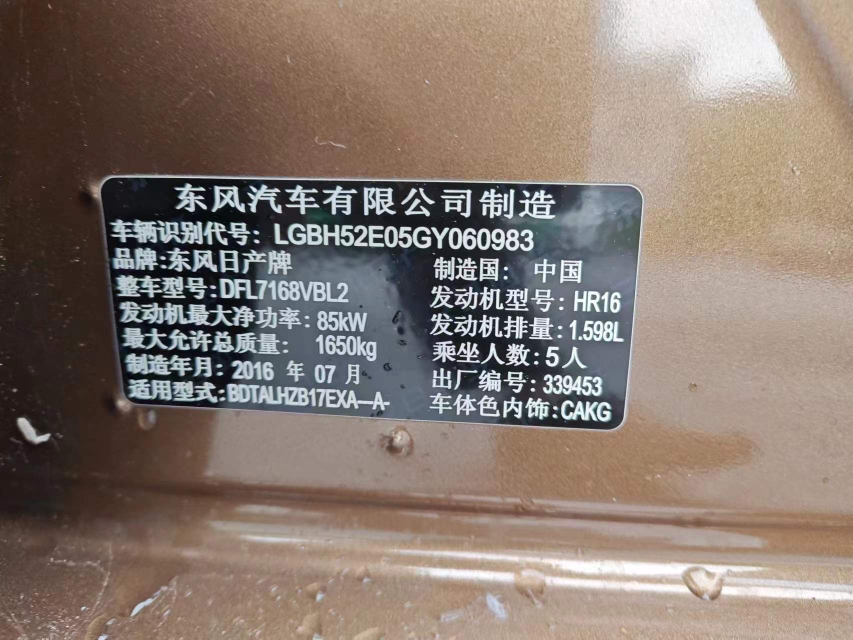 东风汽车有限公司制造
车辆识别代号: LGBH52E05GY060983
品牌:东风日产牌 制造国: 中国
整车型号:DFL7168VBL2 发动机型号: HR16
发动机最大净功率: 85kW 发动机排量: 1.598L
最大允许总质量: 1650kg 乘坐人数: 5 人
制造年月: 2016 年 07 月 出厂编号: 339453
适用型式:BDTALHZB17EXA—A- 车体色内饰:CAKG